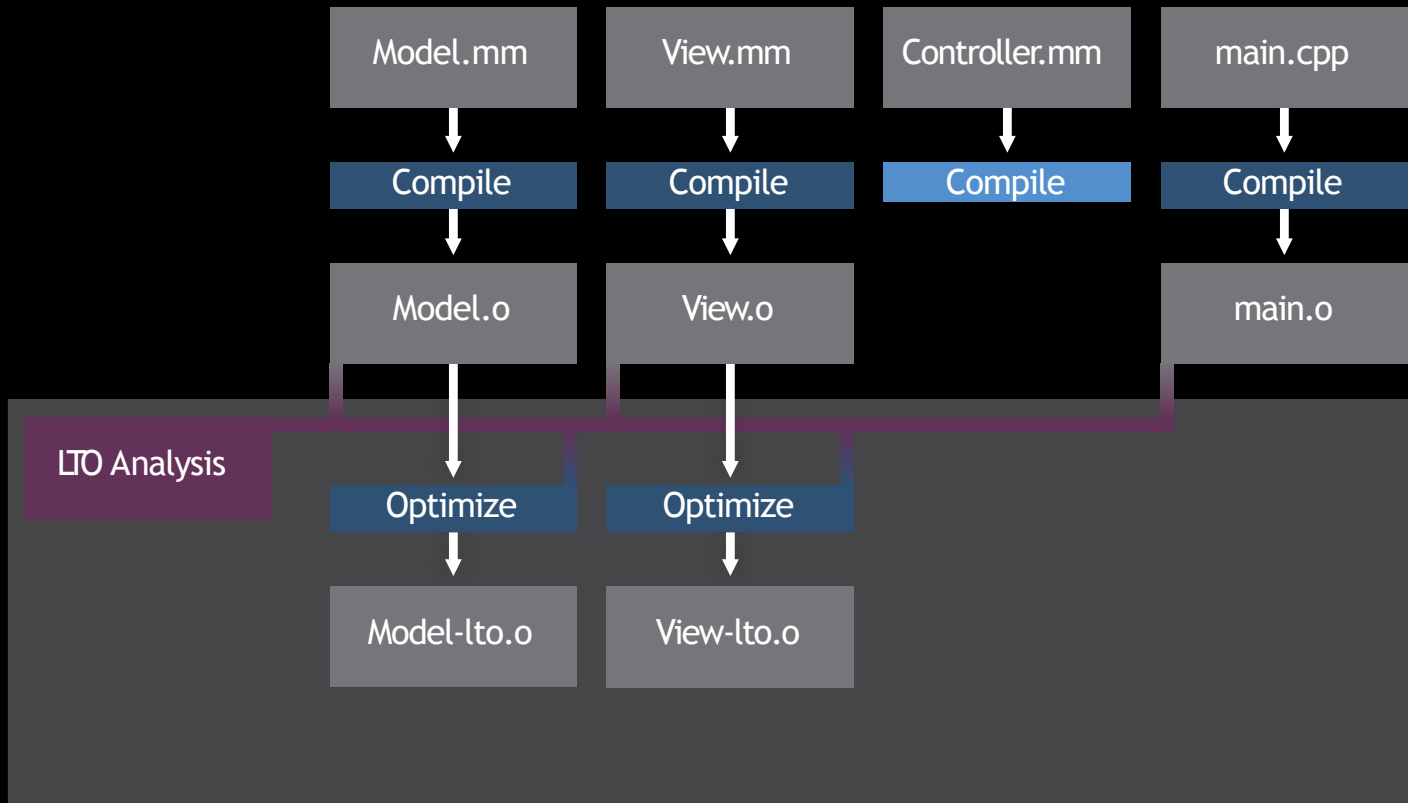 Model.mm
View.mm
Controller.mm
main.cpp
Compile
Compile
Compile
Compile
Model.o
View.o
main.o
LTO Analysis
Optimize
Optimize
Model-lto.o
View-lto.o